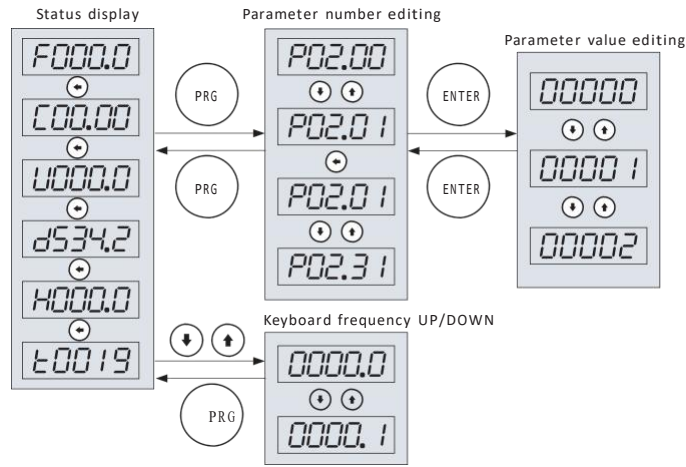 Status display
F000.0
C00.00
U000.0
d534.2
H000.0
t0019
PRG
PRG
Parameter number editing
P02.00
P02.01
P02.01
P02.31
ENTER
ENTER
Parameter value editing
00000
00001
00002
Keyboard frequency UP/DOWN
PRG
0000.0
0000.1